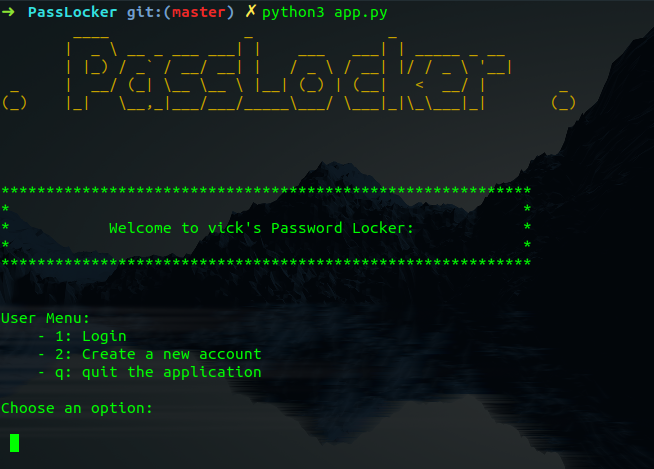 ➜ PassLocker git:(master) ✗ python3 app.py
PassLocker
************************************************************
* *
* Welcome to vick's Password Locker: *
* *
************************************************************
User Menu:
- 1: Login
- 2: Create a new account
- q: quit the application
Choose an option: